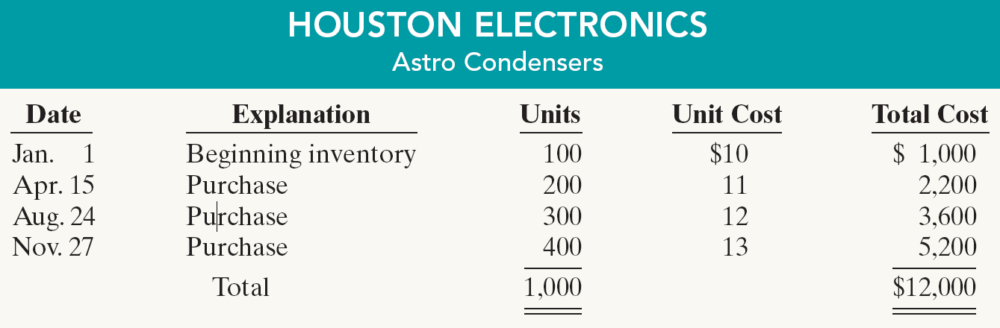 HOUSTON ELECTRONICS
Astro Condensers
Date Explanation Units Unit Cost Total Cost
Jan. 1 Beginning inventory 100 $10 $ 1,000
Apr. 15 Purchase 200 11 2,200
Aug. 24 Purchase 300 12 3,600
Nov. 27 Purchase 400 13 5,200
Total 1,000 $12,000